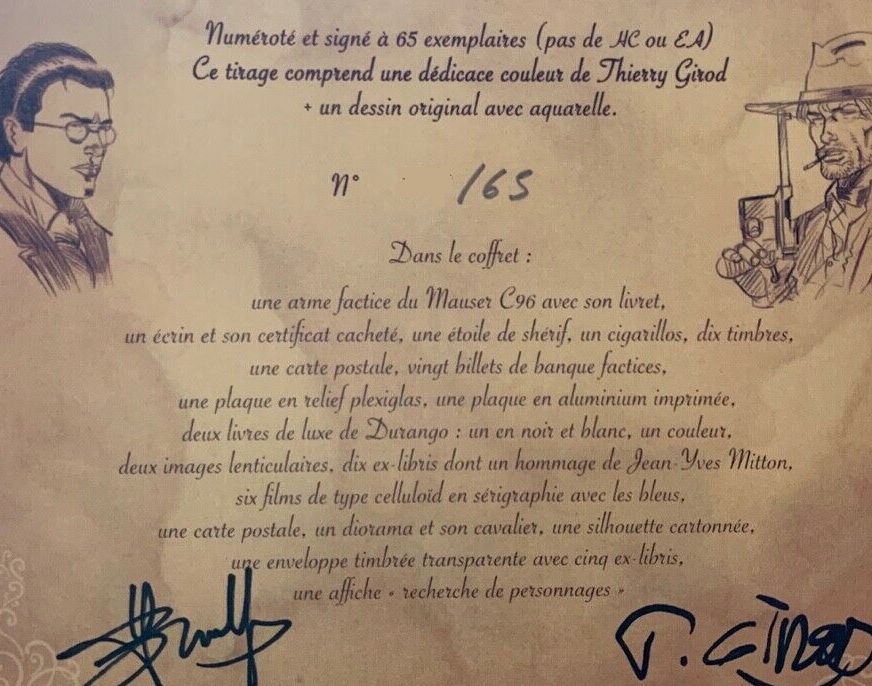 Numéroté et signé à 65 exemplaires (pas de HC ou EA)
Ce tirage comprend une dédicace couleur de Thierry Girod
+ un dessin original avec aquarelle.
N° 165
Dans le coffret :
une arme factice du Mauser C96 avec son livret,
un écrin et son certificat cacheté, une étoile de shérif, un cigarillos, dix timbres,
une carte postale, vingt billets de banque factices,
une plaque en relief plexiglas, une plaque en aluminium imprimée,
deux livres de luxe de Durango : un en noir et blanc, un couleur,
deux images lenticulaires, dix ex-libris dont un hommage de Jean-Yves Mitton,
six films de type celluloïd en sérigraphie avec les bleus,
une carte postale, un diorama et son cavalier, une silhouette cartonnée,
une enveloppe timbrée transparente avec cinq ex-libris,
une affiche « recherche de personnages »
T. Girod